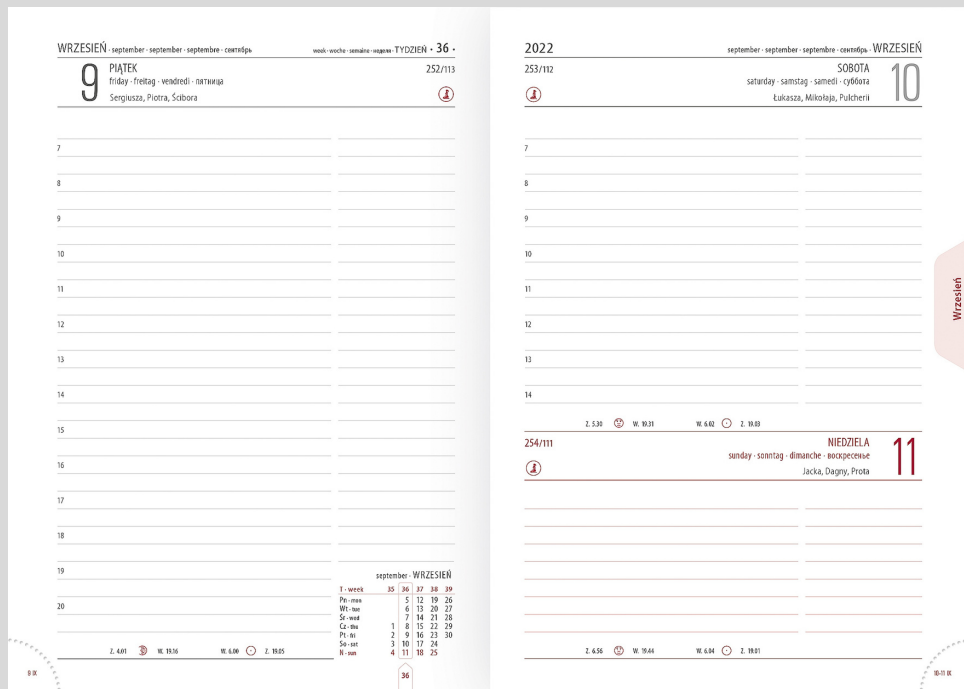 WRZESIEŃ · september · september · septembre · сентябрь
week · woche · semaine · неделя · TYDZIEŃ · 36 ·
9
PIĄTEK
friday · freitag · vendredi · пятница
Sergiusza, Piotra, Ścibora
252/113
7
8
9
10
11
12
13
14
15
16
17
18
19
20
september · WRZESIEŃ
T · week 35 36 37 38 39
Pn · mon 5 12 19 26
Wt · tue 6 13 20 27
Śr · wed 7 14 21 28
Cz · thu 1 8 15 22 29
Pt · fri 2 9 16 23 30
So · sat 3 10 17 24
N · sun 4 11 18 25
36
Z. 4.01 W. 19.16 W. 6.00 Z. 19.05
9 IX
2022
september · september · septembre · сентябрь · WRZESIEŃ
253/112
SOBOTA
saturday · samstag · samedi · суббота
Łukasza, Mikołaja, Pulcherii
10
7
8
9
10
11
12
13
14
Z. 5.30 W. 19.31 W. 6.02 Z. 19.03
254/111
NIEDZIELA
sunday · sonntag · dimanche · воскресенье
Jacka, Dagny, Prota
11
Z. 6.56 W. 19.44 W. 6.04 Z. 19.01
10-11 IX
Wrzesień